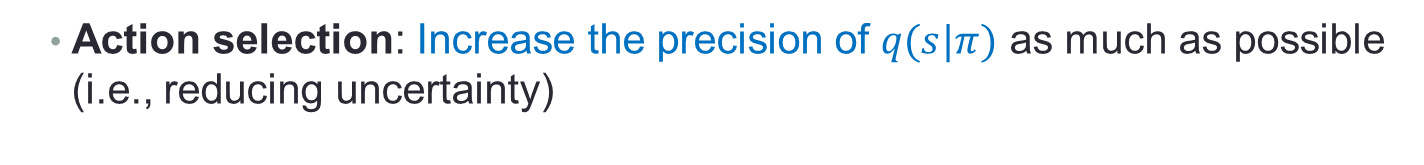 • Action selection: Increase the precision of q(s|π) as much as possible
(i.e., reducing uncertainty)